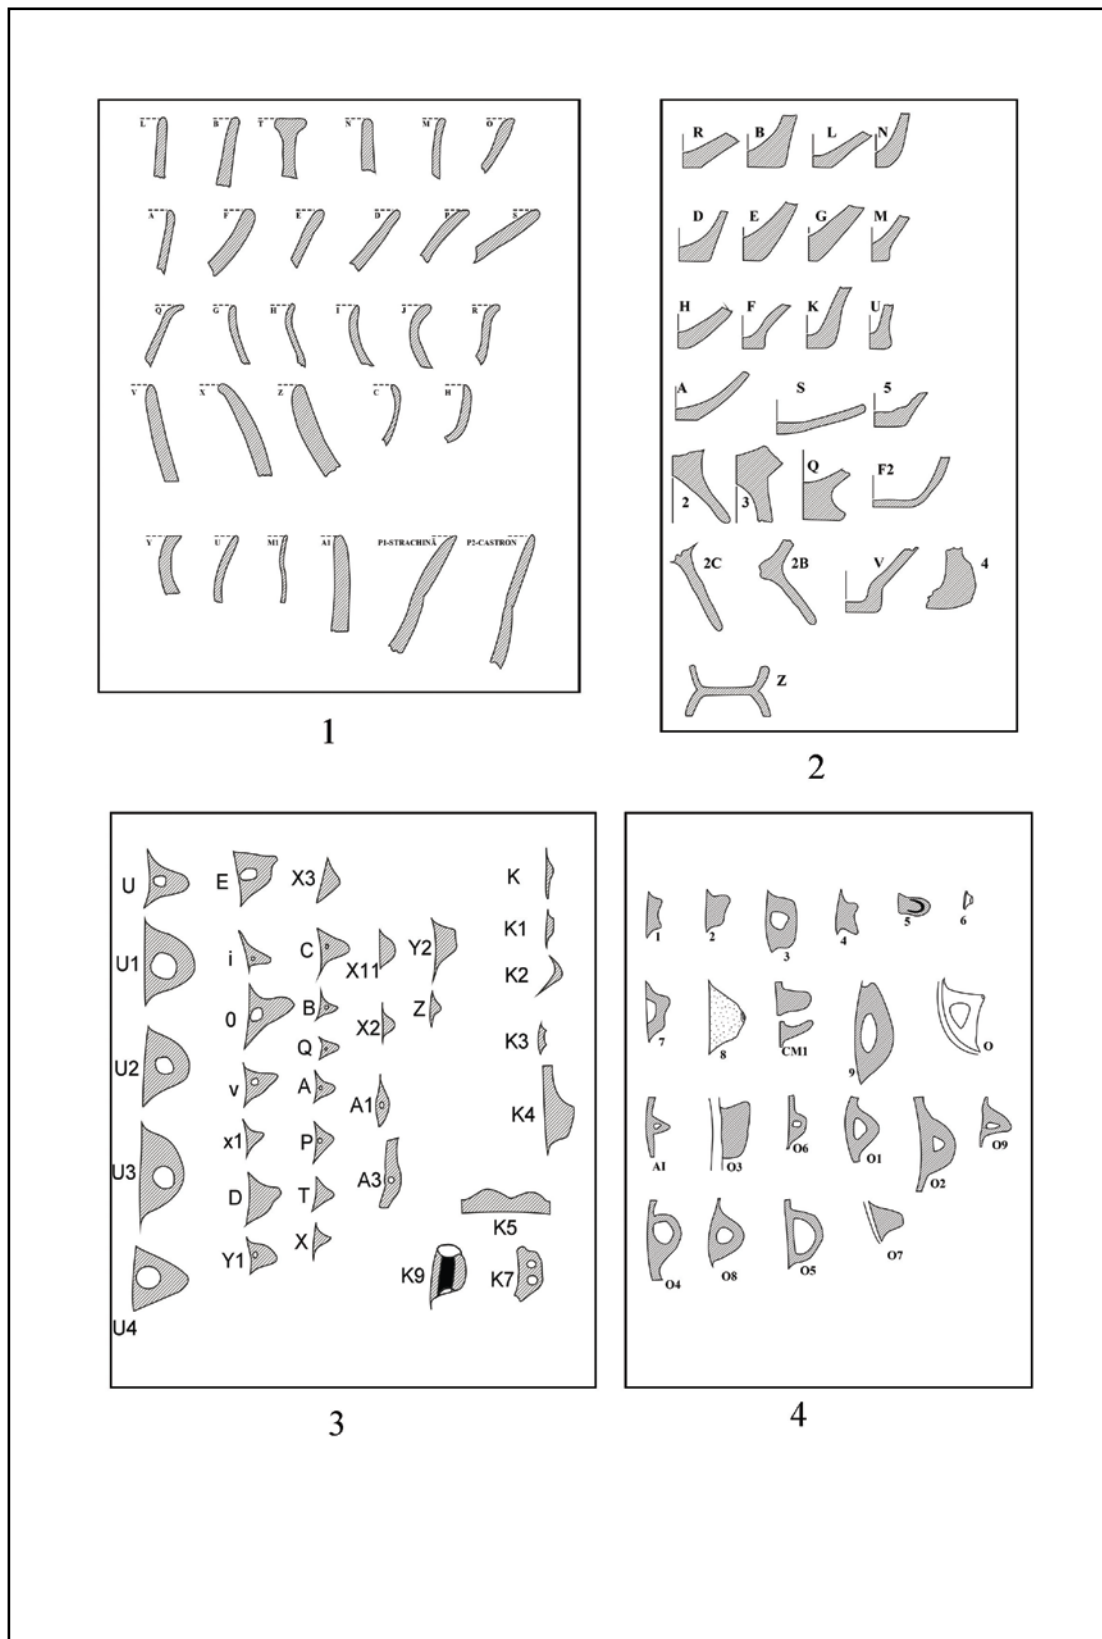 L B T N M O
A F E D P S
Q G H I J R
V X Z C H
Y U M1 A1 P1-STRACHINĂ P2-CASTRON
1
R B L N
D E G M
H F K U
A S 5
2 3 Q F2
2C 2B V 4
Z
2
U E X3 K
U1 i C X11 Y2 K1
K2
0 B X2 Z K3
U2 Q
v A A1 K4
x1 P
U3 D T A3 K5
Y1 X K9 K7
U4
3
1 2 3 4 5 6
7 8 CM1 9 O
A1 O3 O6 O1 O2 O9
O4 O8 O5 O7
4